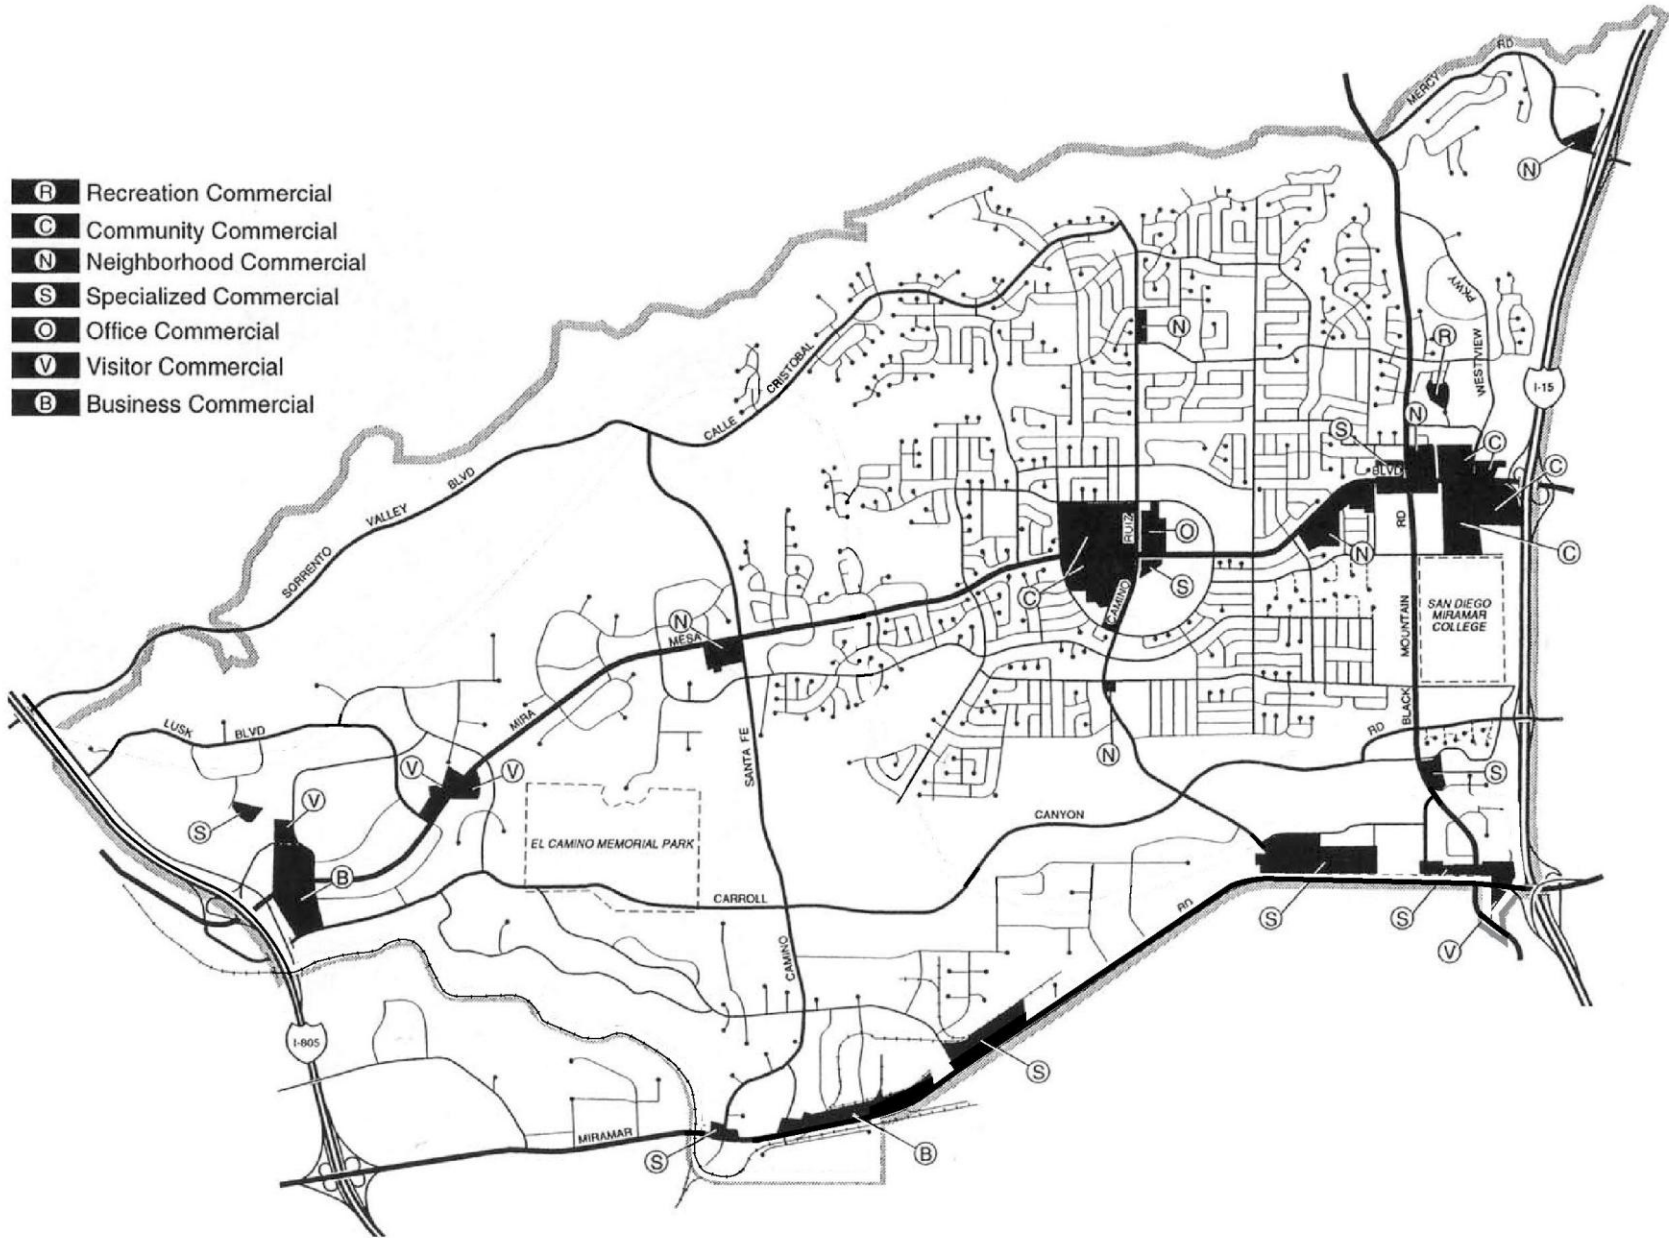 RD
MERCY
N
R Recreation Commercial
C Community Commercial
N Neighborhood Commercial
S Specialized Commercial
O Office Commercial
V Visitor Commercial
B Business Commercial
PKWY
WESTVIEW
N
R
I-15
CALLE CRISTOBAL
N
S
C
BLVD
C
SORRENTO VALLEY BLVD
RUIZ
O
RD
N
C
S
C
CAMINO
SAN DIEGO
MIRAMAR
COLLEGE
N
MESA
MOUNTAIN
BLACK
MIRA
LUSK BLVD
SANTA FE
N
RD
V
V
S
V
S
CANYON
EL CAMINO MEMORIAL PARK
B
CARROLL
RD
S
S
V
CAMINO
I-805
S
MIRAMAR
S
B